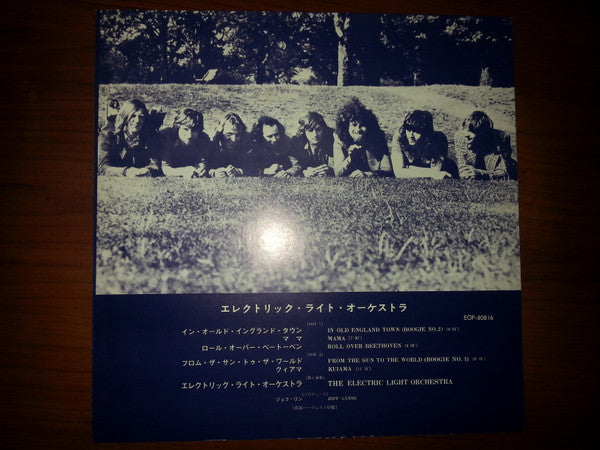 エレクトリック・ライト・オーケストラ
EOP-80816
イン・オールド・イングランド・タウン IN OLD ENGLAND TOWN (BOOGIE NO.2)
ママ MAMA
ロール・オーバー・ベートーベン ROLL OVER BEETHOVEN
フロム・ザ・サン・トゥ・ザ・ワールド FROM THE SUN TO THE WORLD (BOOGIE NO. 1)
クィアマ KUIAMA
エレクトリック・ライト・オーケストラ THE ELECTRIC LIGHT ORCHESTRA
ジェフ・リン JEFF LYNNE